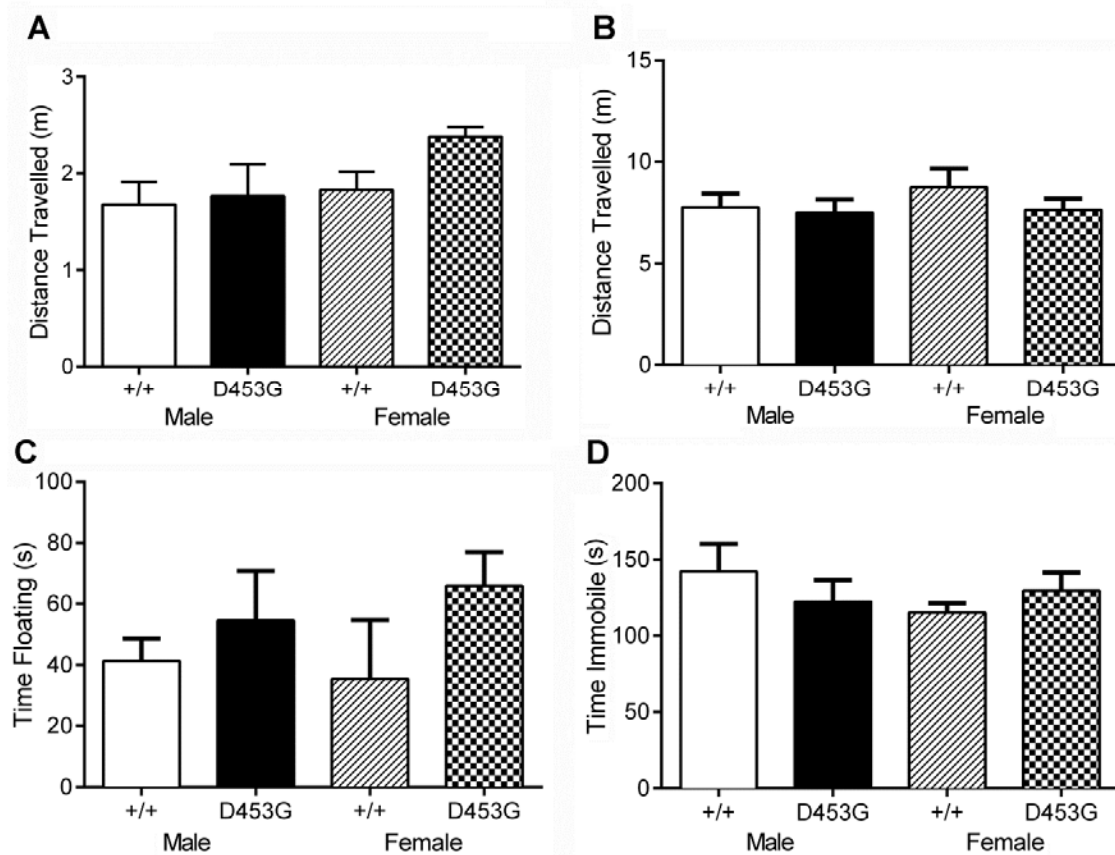 A
Distance Travelled (m)
3
2
1
0
+/+ D453G +/+ D453G
Male Female
B
Distance Travelled (m)
15
10
5
0
+/+ D453G +/+ D453G
Male Female
C
Time Floating (s)
100
80
60
40
20
0
+/+ D453G +/+ D453G
Male Female
D
Time Immobile (s)
200
150
100
50
0
+/+ D453G +/+ D453G
Male Female